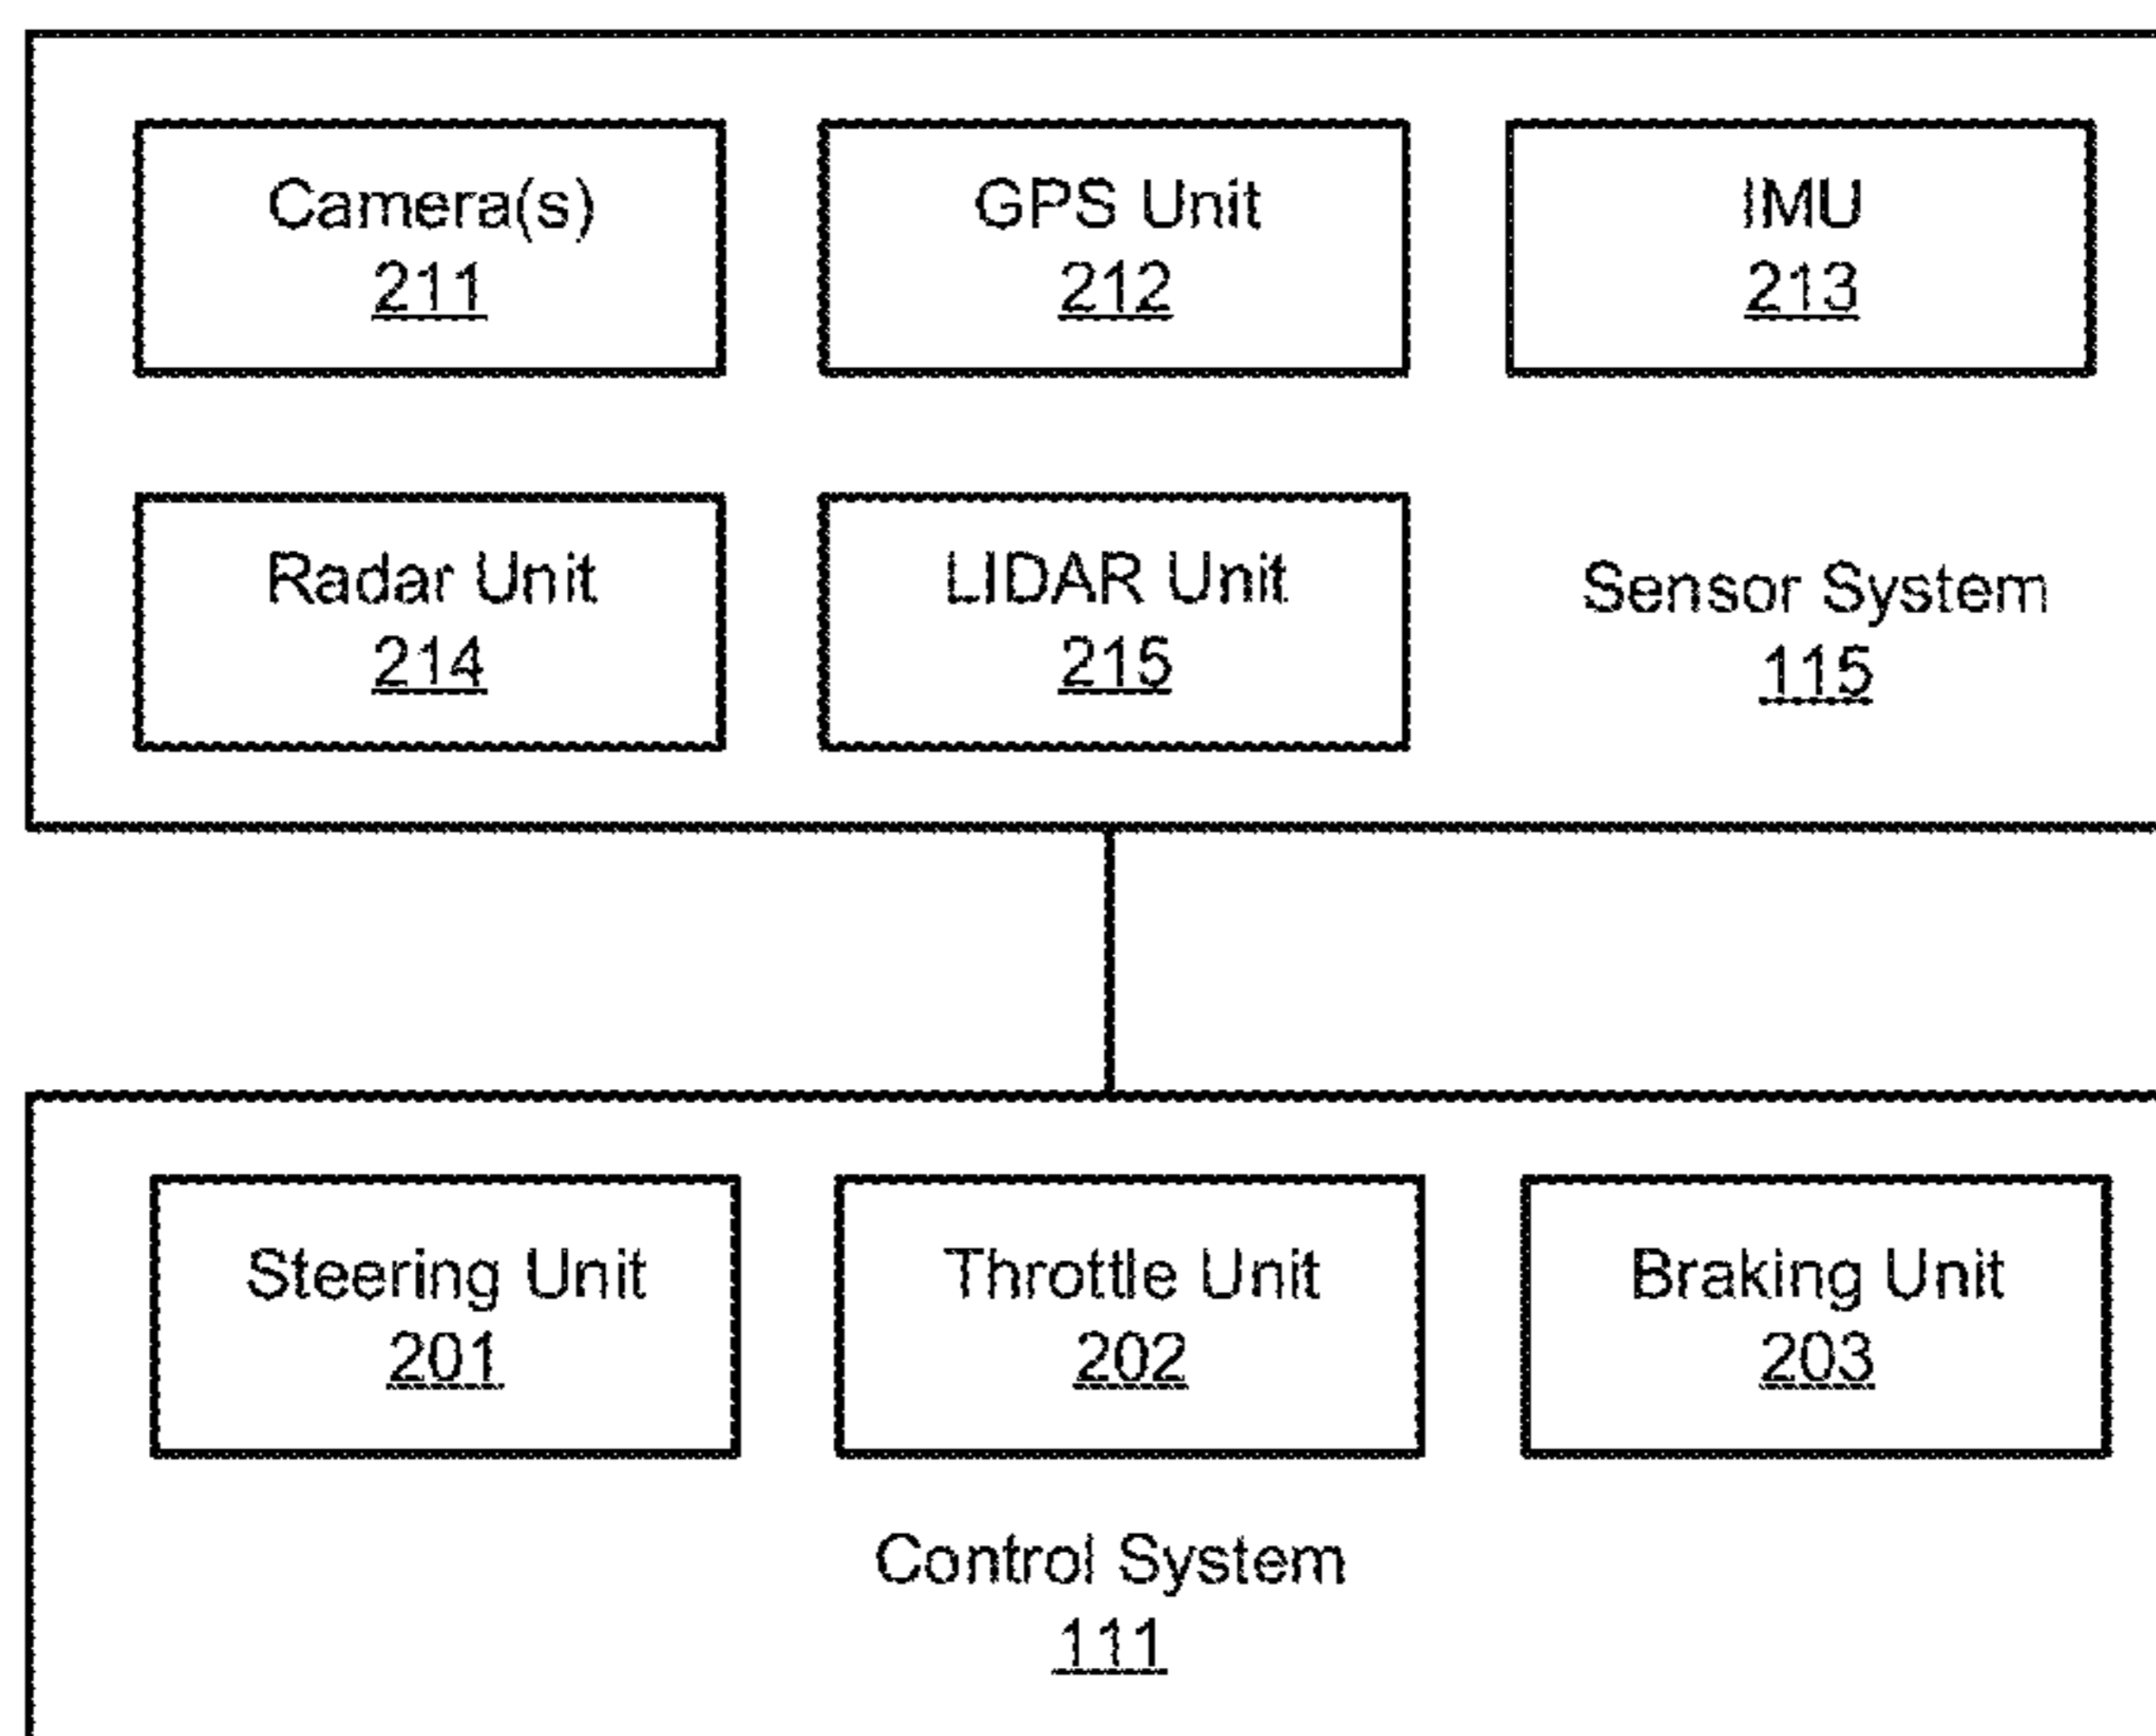 Camera(s)
211
GPS Unit
212
IMU
213
Radar Unit
214
LIDAR Unit
215
Sensor System
115
Steering Unit
201
Throttle Unit
202
Braking Unit
203
Control System
111